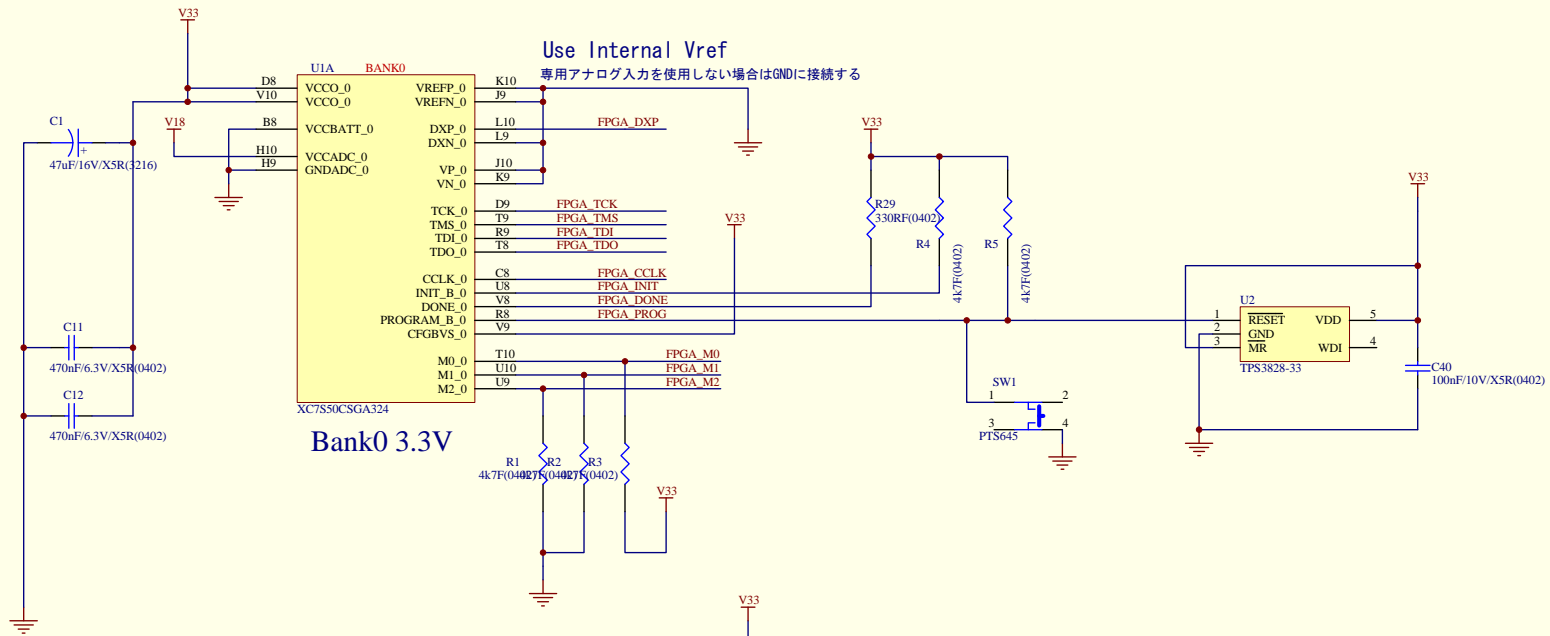 V33
Use Internal Vref
専用アナログ入力を使用しない場合はGNDに接続する
U1A BANK0
D8 VCCO_0 VREFP_0 K10
V10 VCCO_0 VREFN_0 J9
C1
47uF/16V/X5R(3216)
V18
B8 VCCBATT_0 DXP_0 L10 FPGA_DXP
DXN_0 L9
H10 VCCADC_0
H9 GNDADC_0 VP_0 J10
VN_0 K9
V33
TCK_0 D9 FPGA_TCK
TMS_0 T9 FPGA_TMS
TDI_0 R9 FPGA_TDI
TDO_0 T8 FPGA_TDO
V33
R29
330RF(0402)
R4
4k7F(0402)
R5
4k7F(0402)
CCLK_0 C8 FPGA_CCLK
INIT_B_0 U8 FPGA_INIT
DONE_0 V8 FPGA_DONE
PROGRAM_B_0 R8 FPGA_PROG
CFGBVS_0 V9
M0_0 T10 FPGA_M0
M1_0 U10 FPGA_M1
M2_0 U9 FPGA_M2
XC7S50CSGA324
Bank0 3.3V
C11
470nF/6.3V/X5R(0402)
C12
470nF/6.3V/X5R(0402)
R1
4k7F(0402)
R2
4k7F(0402)
R3
4k7F(0402)
V33
SW1
1 2
3 4
PTS645
V33
U2
1 RESET VDD 5
2 GND
3 MR WDI 4
TPS3828-33
C40
100nF/10V/X5R(0402)
V33